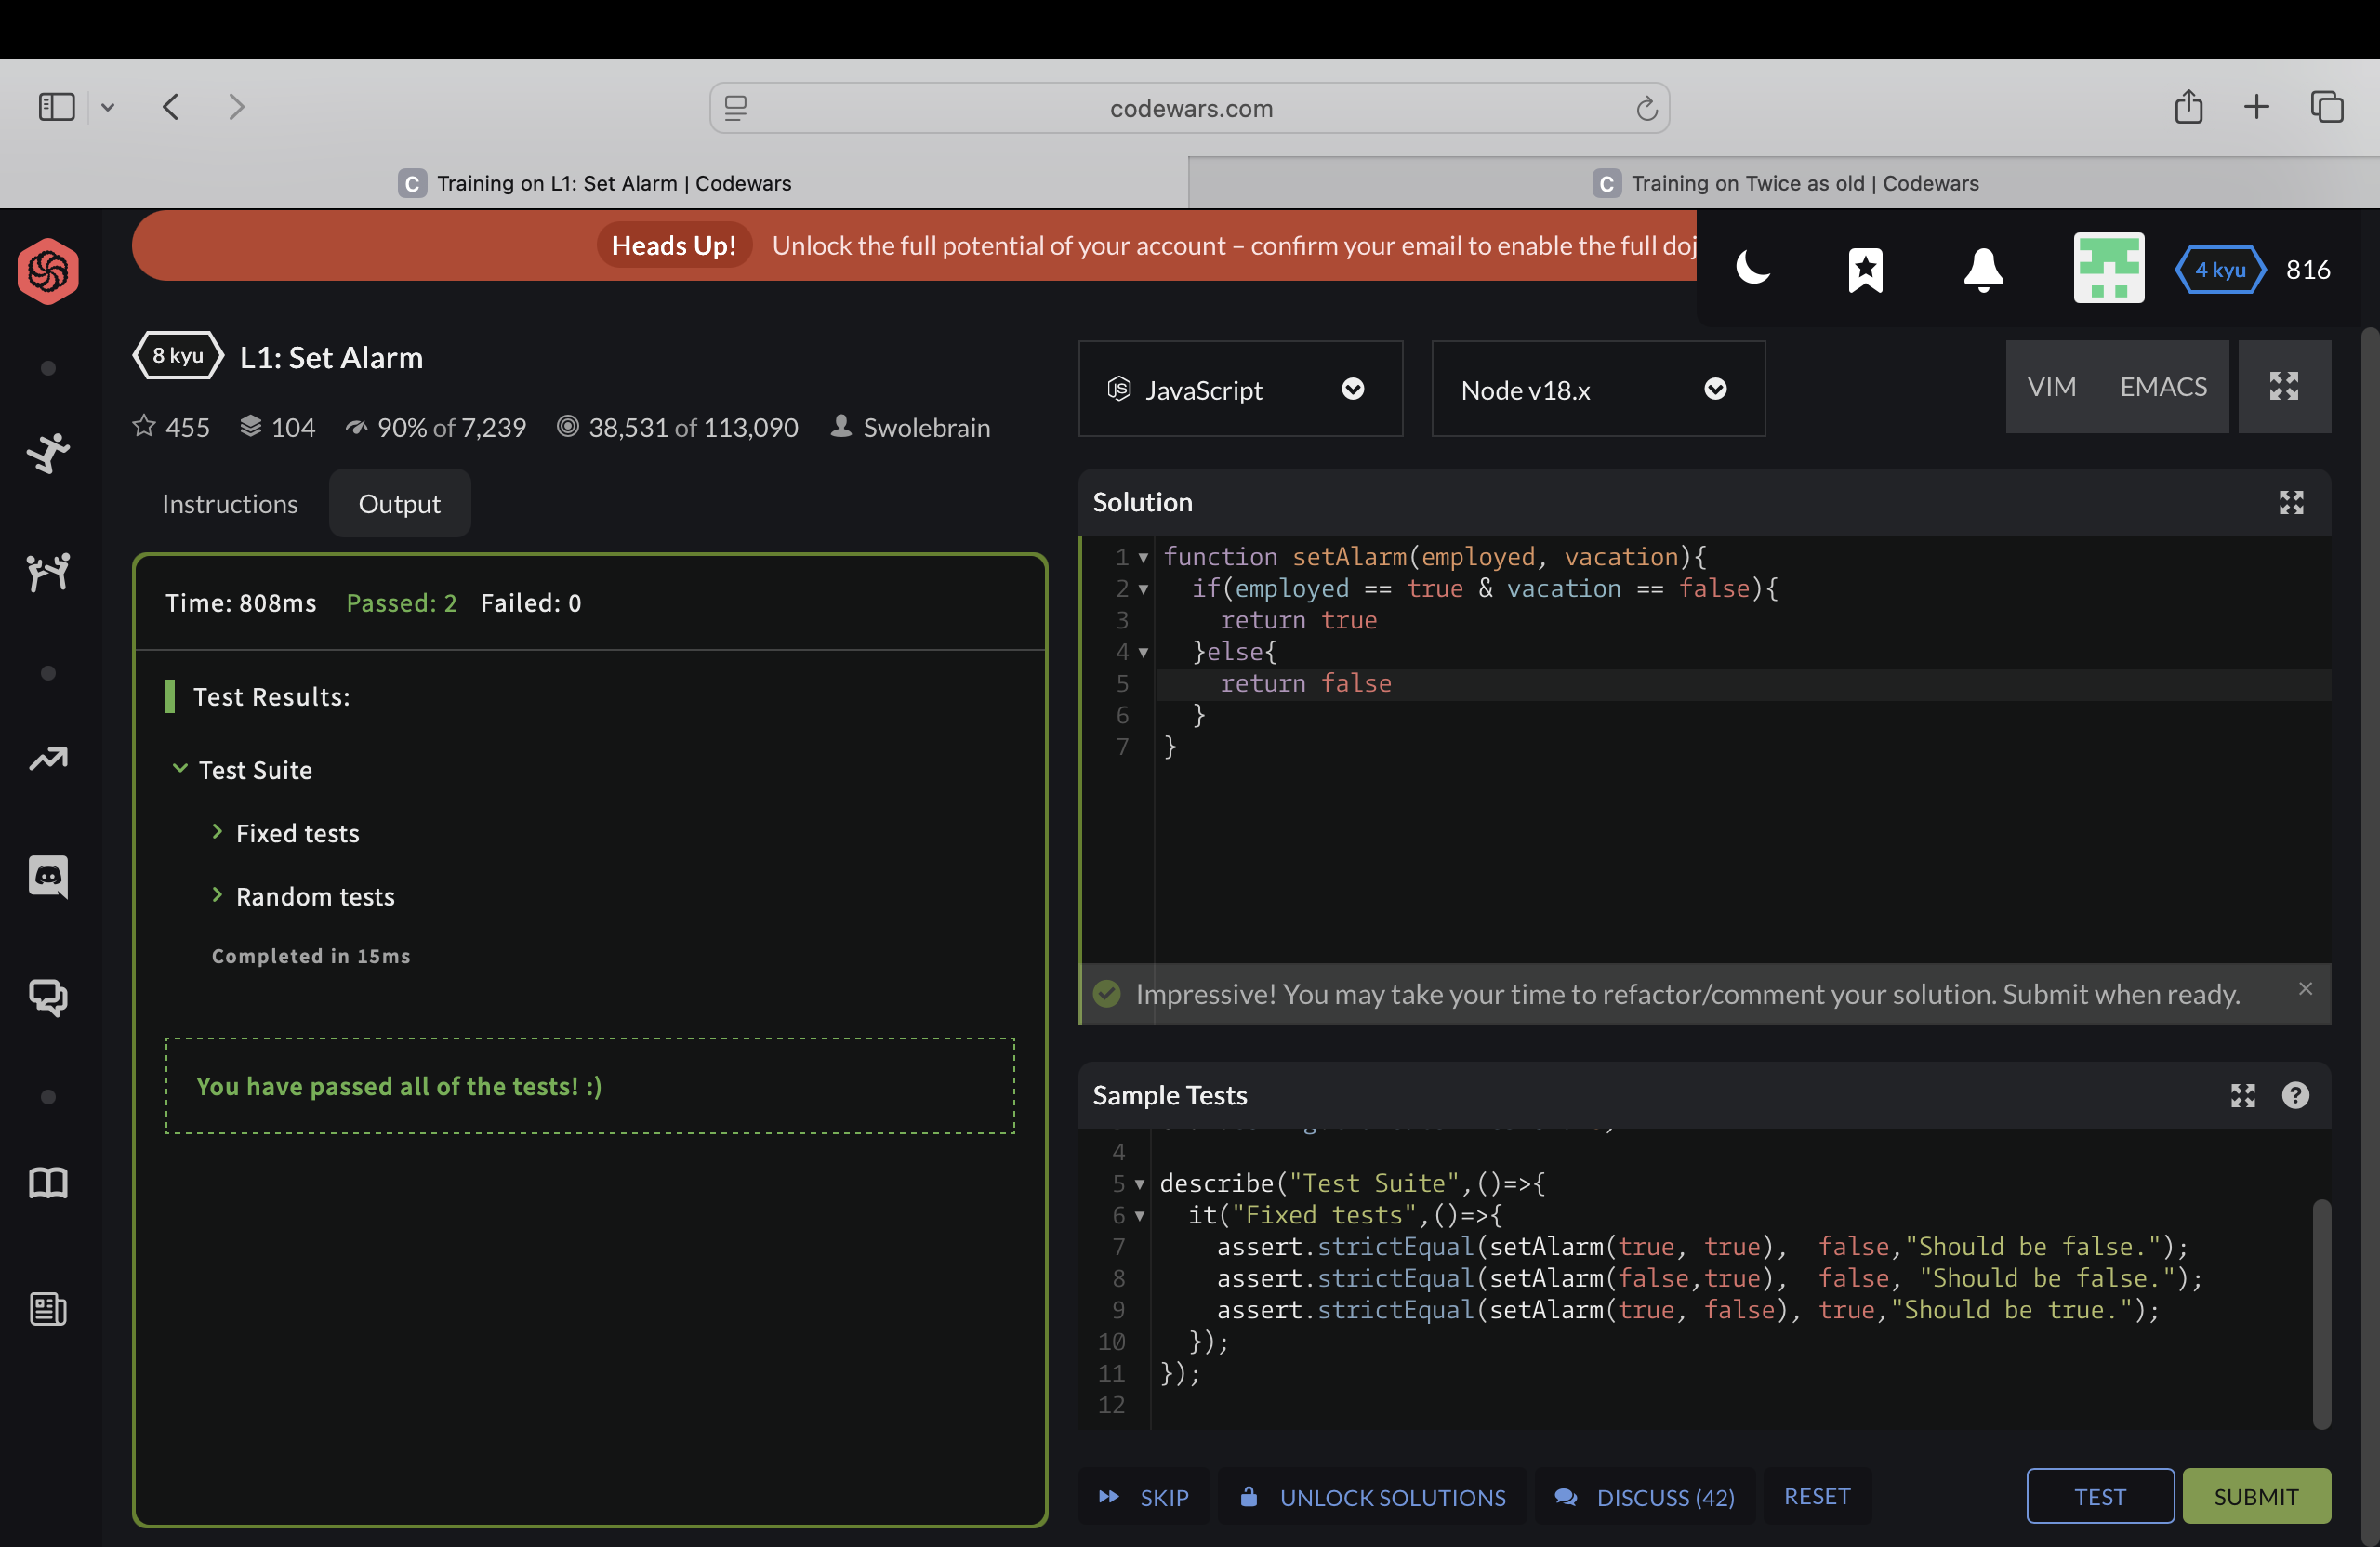 codewars.com
C Training on L1: Set Alarm | Codewars
C Training on Twice as old | Codewars
Heads Up! Unlock the full potential of your account – confirm your email to enable the full doj
4 kyu 816
8 kyu L1: Set Alarm
455 104 90% of 7,239 38,531 of 113,090 Swolebrain
Instructions Output
Time: 808ms Passed: 2 Failed: 0
Test Results:
Test Suite
Fixed tests
Random tests
Completed in 15ms
You have passed all of the tests! :)
JS JavaScript
Node v18.x
VIM EMACS
Solution
1 function setAlarm(employed, vacation){
2 if(employed == true & vacation == false){
3 return true
4 }else{
5 return false
6 }
7 }
Impressive! You may take your time to refactor/comment your solution. Submit when ready. ×
Sample Tests ?
4
5 describe("Test Suite",()=>{
6 it("Fixed tests",()=>{
7 assert.strictEqual(setAlarm(true, true), false,"Should be false.");
8 assert.strictEqual(setAlarm(false,true), false, "Should be false.");
9 assert.strictEqual(setAlarm(true, false), true,"Should be true.");
10 });
11 });
12
SKIP UNLOCK SOLUTIONS DISCUSS (42) RESET TEST SUBMIT